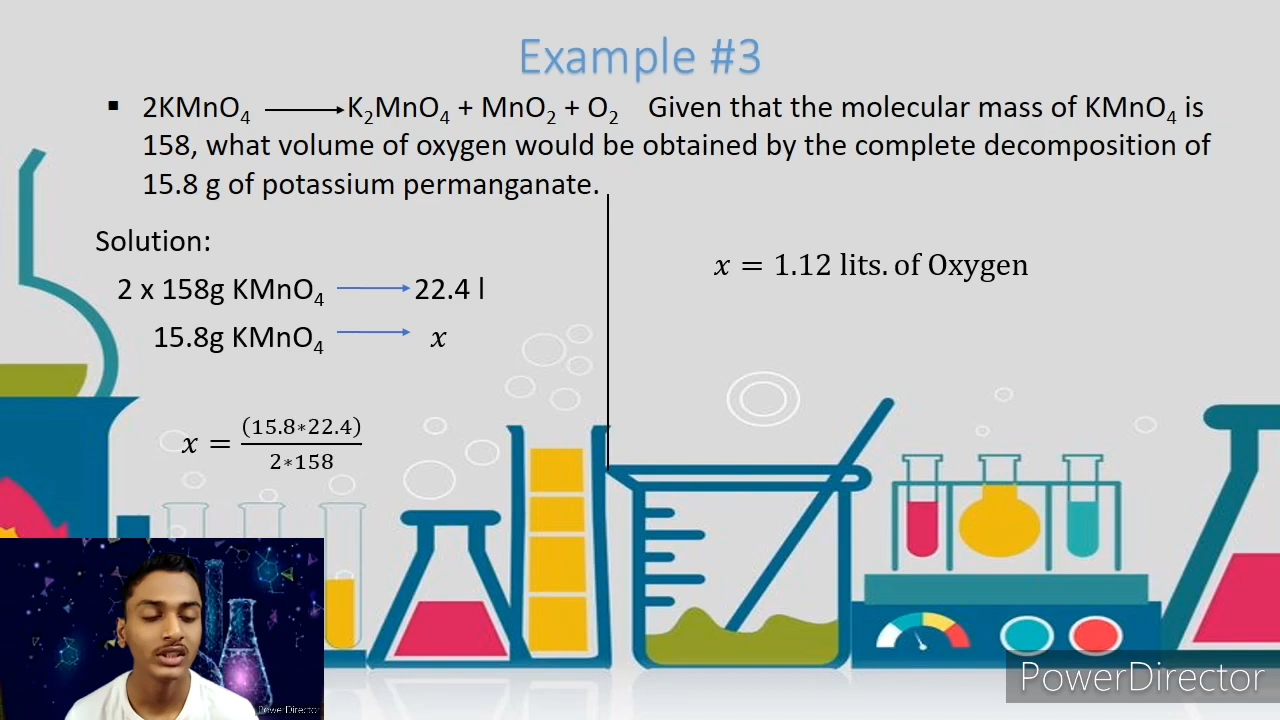 Example #3
▪ 2KMnO₄ ⟶ K₂MnO₄ + MnO₂ + O₂ Given that the molecular mass of KMnO₄ is
158, what volume of oxygen would be obtained by the complete decomposition of
15.8 g of potassium permanganate.
Solution:
2 x 158g KMnO₄ ⟶ 22.4 l
15.8g KMnO₄ ⟶ x
x = (15.8*22.4) / 2*158
x = 1.12 lits. of Oxygen
PowerDirector
PowerDirector